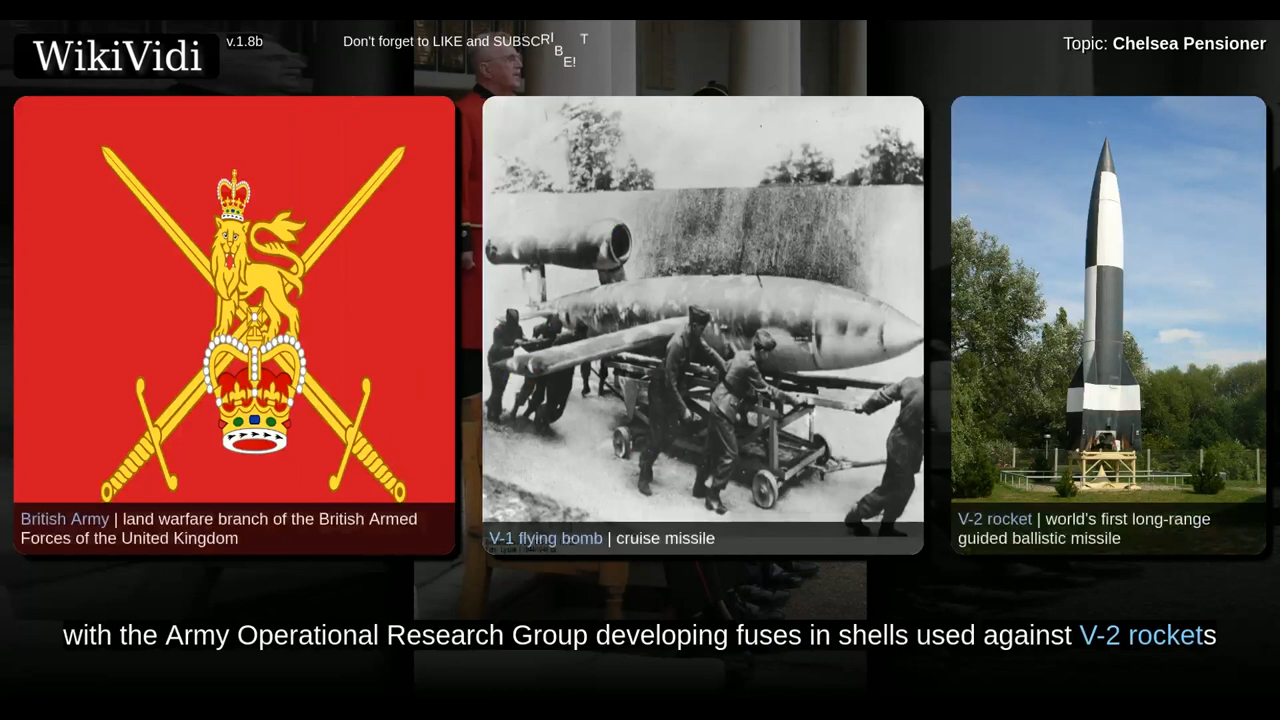 WikiVidi
v.1.8b
Don't forget to LIKE and SUBSCRIBE!
T
Topic: Chelsea Pensioner
British Army | land warfare branch of the British Armed
Forces of the United Kingdom
V-1 flying bomb | cruise missile
V-2 rocket | world's first long-range
guided ballistic missile
with the Army Operational Research Group developing fuses in shells used against V-2 rockets